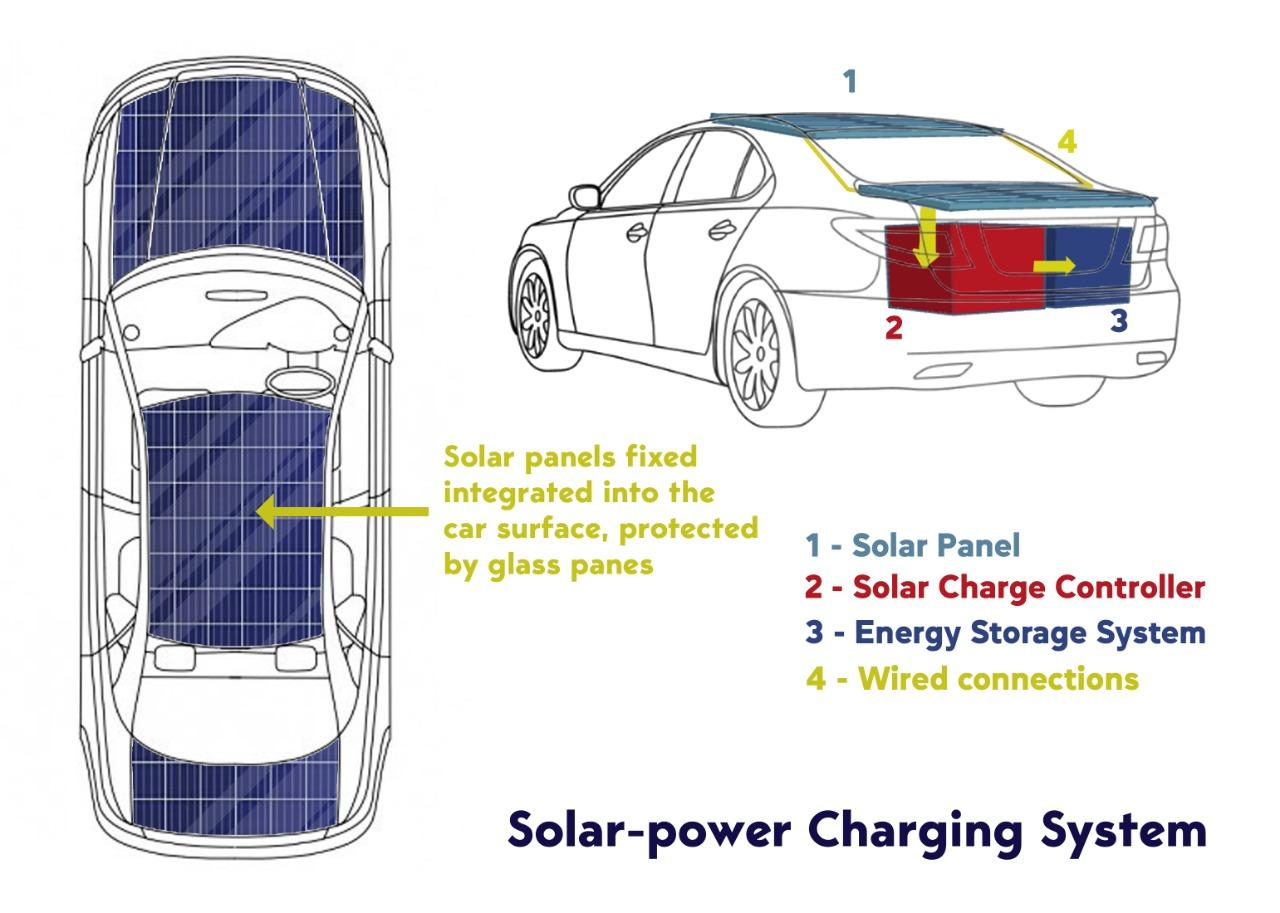 1
4
2
3
Solar panels fixed
integrated into the
car surface, protected
by glass panes
1 - Solar Panel
2 - Solar Charge Controller
3 - Energy Storage System
4 - Wired connections
Solar-power Charging System